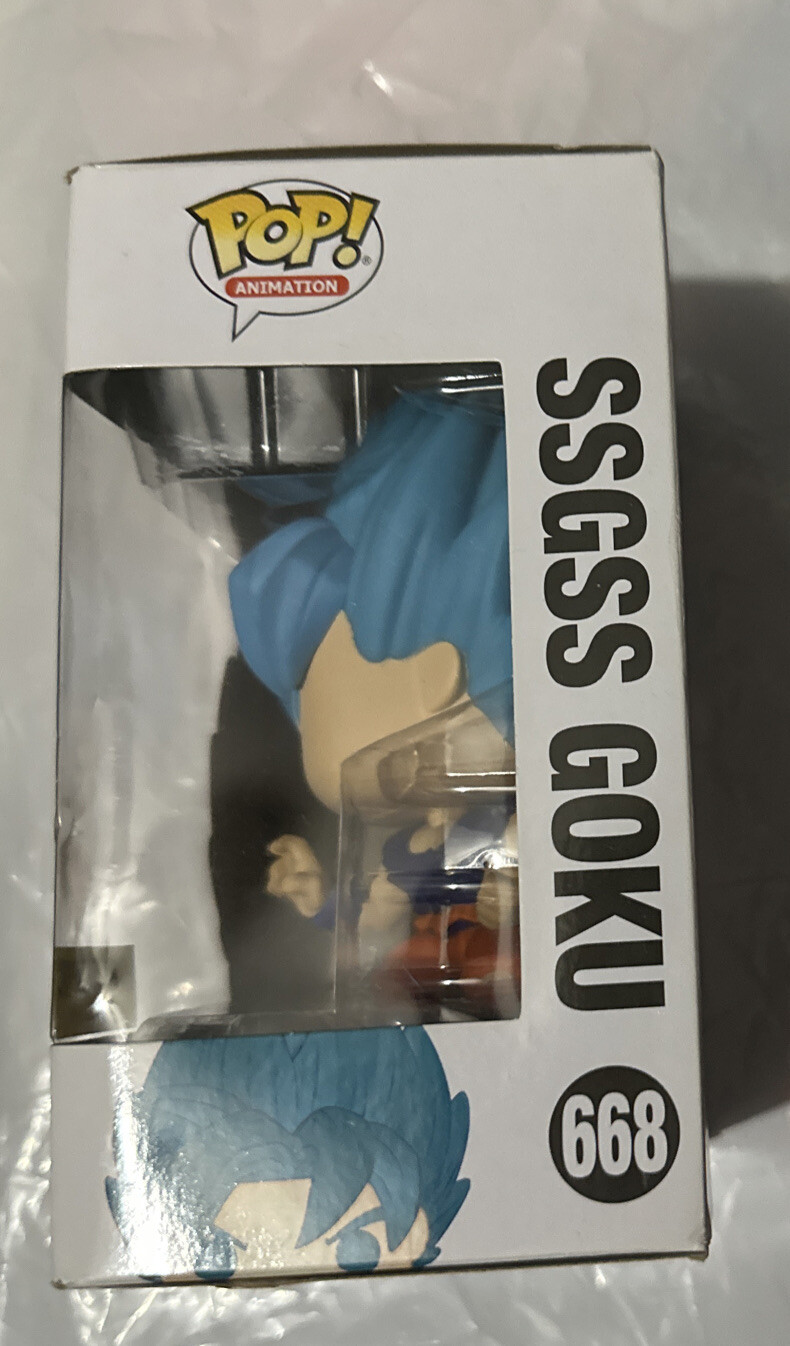 POP!®
ANIMATION
SSGSS GOKU
668